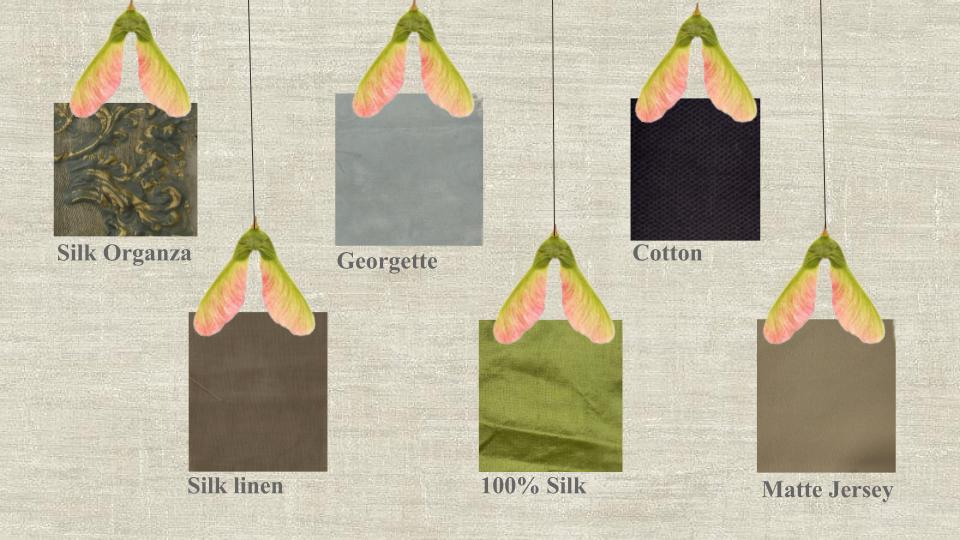 Silk Organza
Georgette
Cotton
Silk linen
100% Silk
Matte Jersey